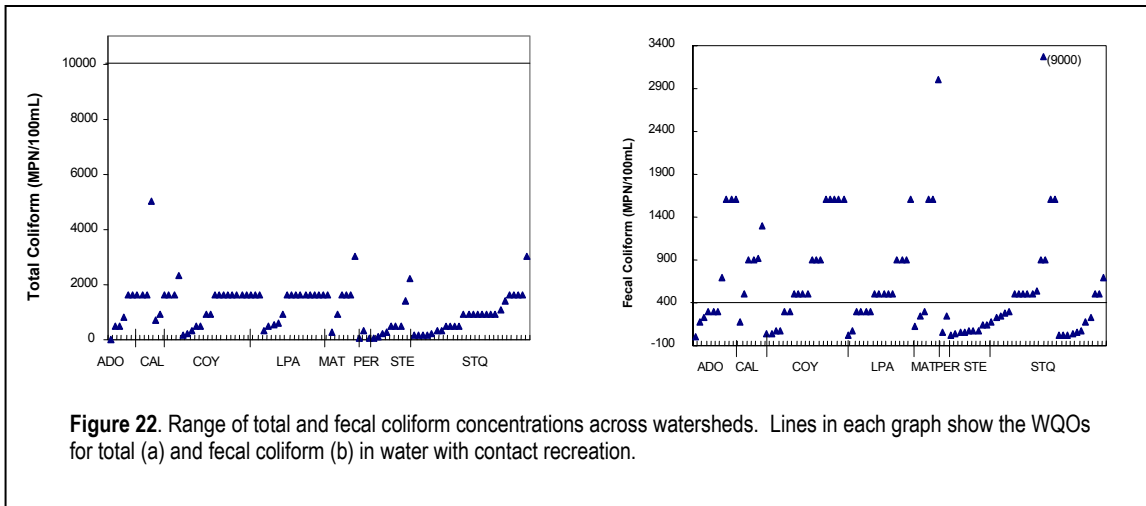 Total Coliform (MPN/100mL)
10000
8000
6000
4000
2000
0
ADO CAL COY LPA MAT PER STE STQ
Fecal Coliform (MPN/100mL)
3400
2900
2400
1900
1400
900
400
-100
(9000)
ADO CAL COY LPA MAT PER STE STQ
Figure 22. Range of total and fecal coliform concentrations across watersheds. Lines in each graph show the WQOs
for total (a) and fecal coliform (b) in water with contact recreation.